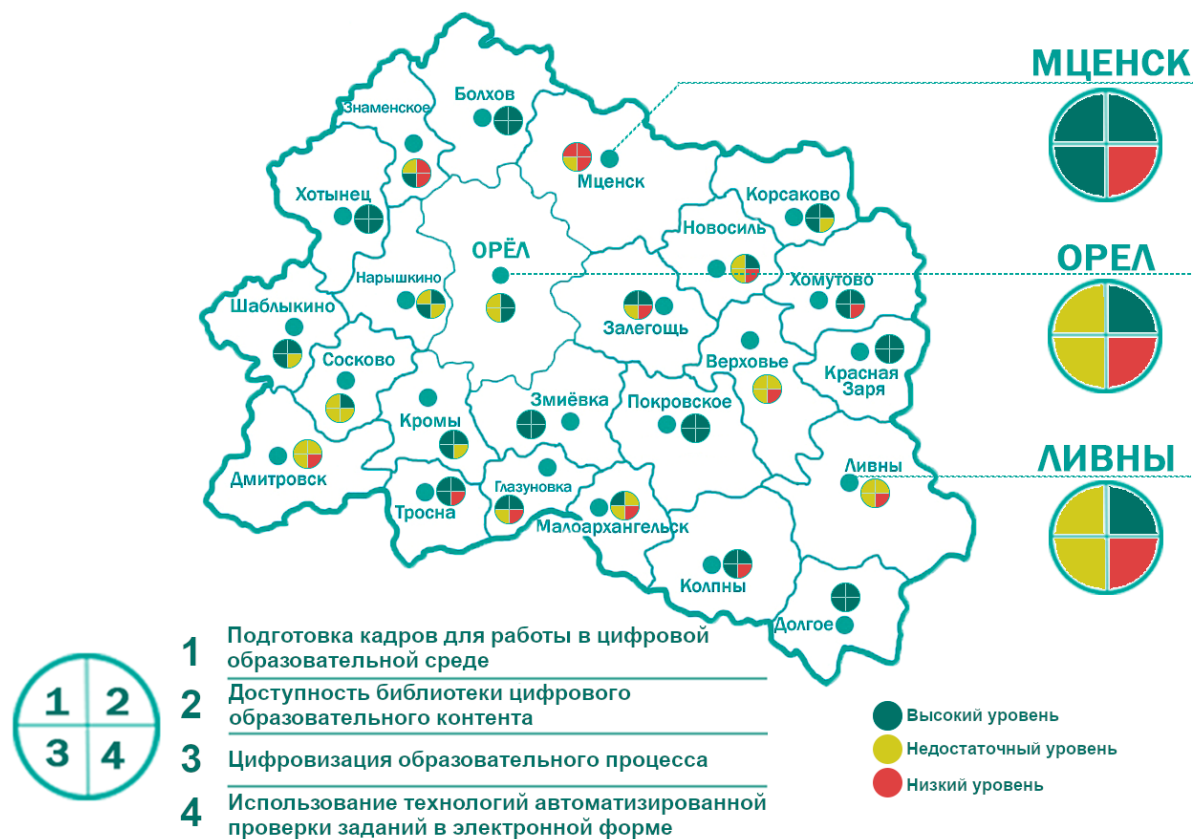 МЦЕНСК
Знаменское
Болхов
Мценск
Хотынец
Корсаково
Новосиль
ОРЁЛ
ОРЕЛ
Нарышкино
Хомутово
Шаблыкино
Залегощь
Сосково
Верховье
Красная
Заря
Кромы
Змиёвка
Покровское
Дмитровск
ЛИВНЫ
Ливны
Тросна
Глазуновка
Малоархангельск
Колпны
Долгое
1 2
3 4
1 Подготовка кадров для работы в цифровой
образовательной среде
2 Доступность библиотеки цифрового
образовательного контента
3 Цифровизация образовательного процесса
4 Использование технологий автоматизированной
проверки заданий в электронной форме
Высокий уровень
Недостаточный уровень
Низкий уровень